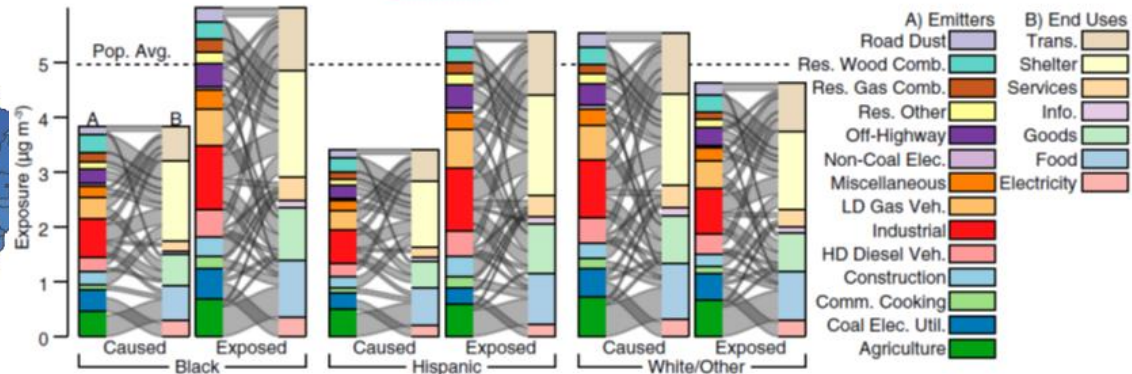 Exposure (µg m⁻³)
5
4
3
2
1
0
Pop. Avg.
A
B
Caused
Exposed
Black
Caused
Exposed
Hispanic
Caused
Exposed
White/Other
A) Emitters
Road Dust
Res. Wood Comb.
Res. Gas Comb.
Res. Other
Off-Highway
Non-Coal Elec.
Miscellaneous
LD Gas Veh.
Industrial
HD Diesel Veh.
Construction
Comm. Cooking
Coal Elec. Util.
Agriculture
B) End Uses
Trans.
Shelter
Services
Info.
Goods
Food
Electricity